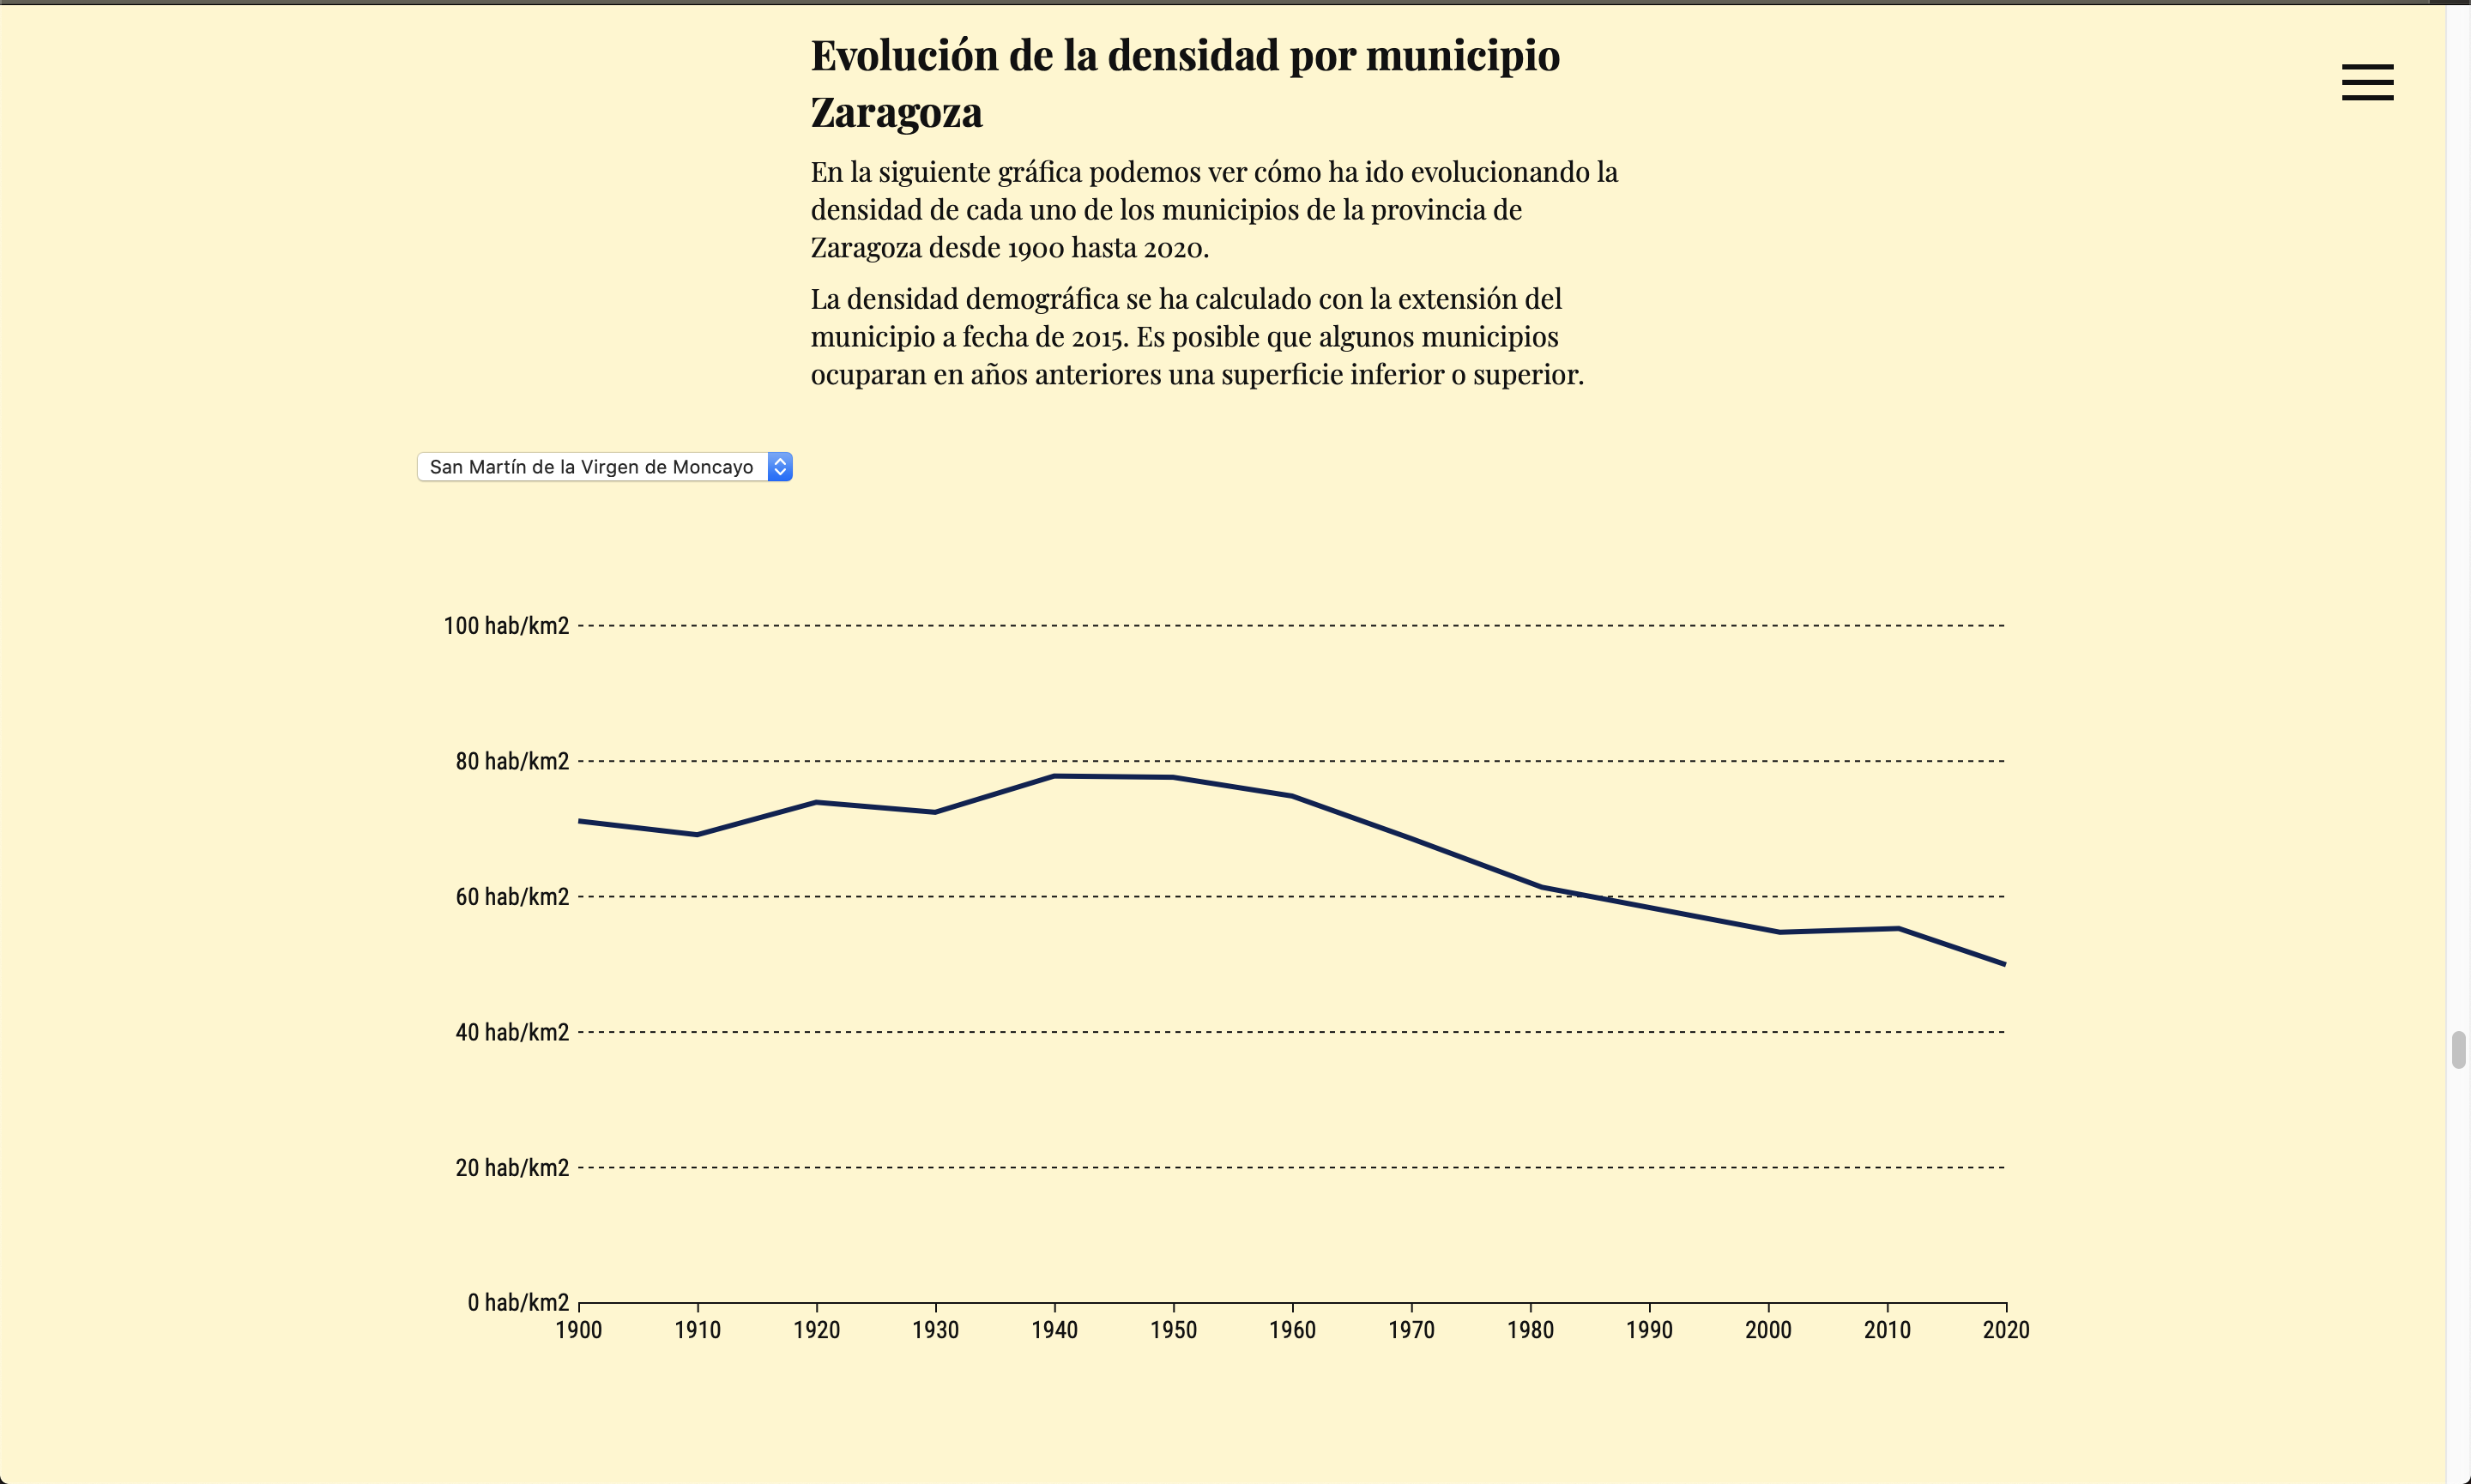 Evolución de la densidad por municipio
Zaragoza
En la siguiente gráfica podemos ver cómo ha ido evolucionando la
densidad de cada uno de los municipios de la provincia de
Zaragoza desde 1900 hasta 2020.
La densidad demográfica se ha calculado con la extensión del
municipio a fecha de 2015. Es posible que algunos municipios
ocuparan en años anteriores una superficie inferior o superior.
San Martín de la Virgen de Moncayo
100 hab/km2
80 hab/km2
60 hab/km2
40 hab/km2
20 hab/km2
0 hab/km2
1900 1910 1920 1930 1940 1950 1960 1970 1980 1990 2000 2010 2020